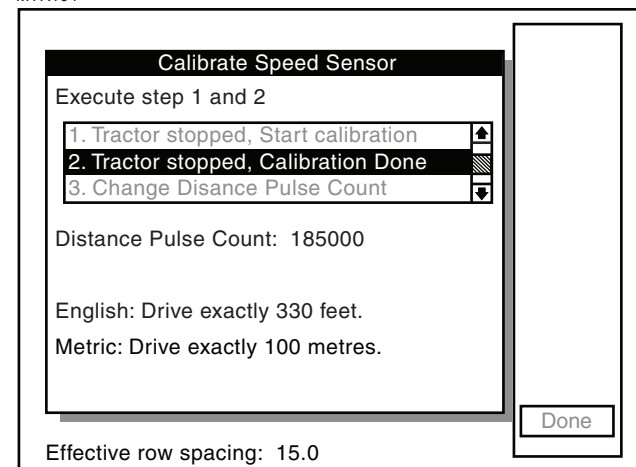 Calibrate Speed Sensor
Execute step 1 and 2
1. Tractor stopped, Start calibration
2. Tractor stopped, Calibration Done
3. Change Disance Pulse Count
Distance Pulse Count: 185000
English: Drive exactly 330 feet.
Metric: Drive exactly 100 metres.
Done
Effective row spacing: 15.0